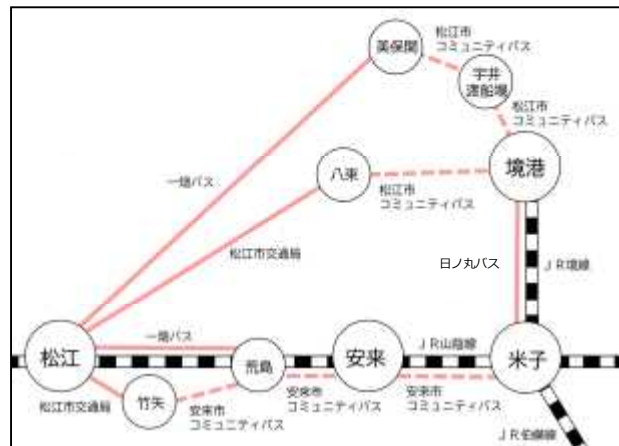 松江市
コミュニティバス
美保関
宇井
渡船場
松江市
コミュニティバス
境港
八束
松江市
コミュニティバス
一畑バス
松江市交通局
日ノ丸バス
JR境線
一畑バス
松江
荒島
安来
JR山陰線
米子
松江市交通局
竹矢
安来市
コミュニティバス
安来市
コミュニティバス
安来市
コミュニティバス
JR伯備線